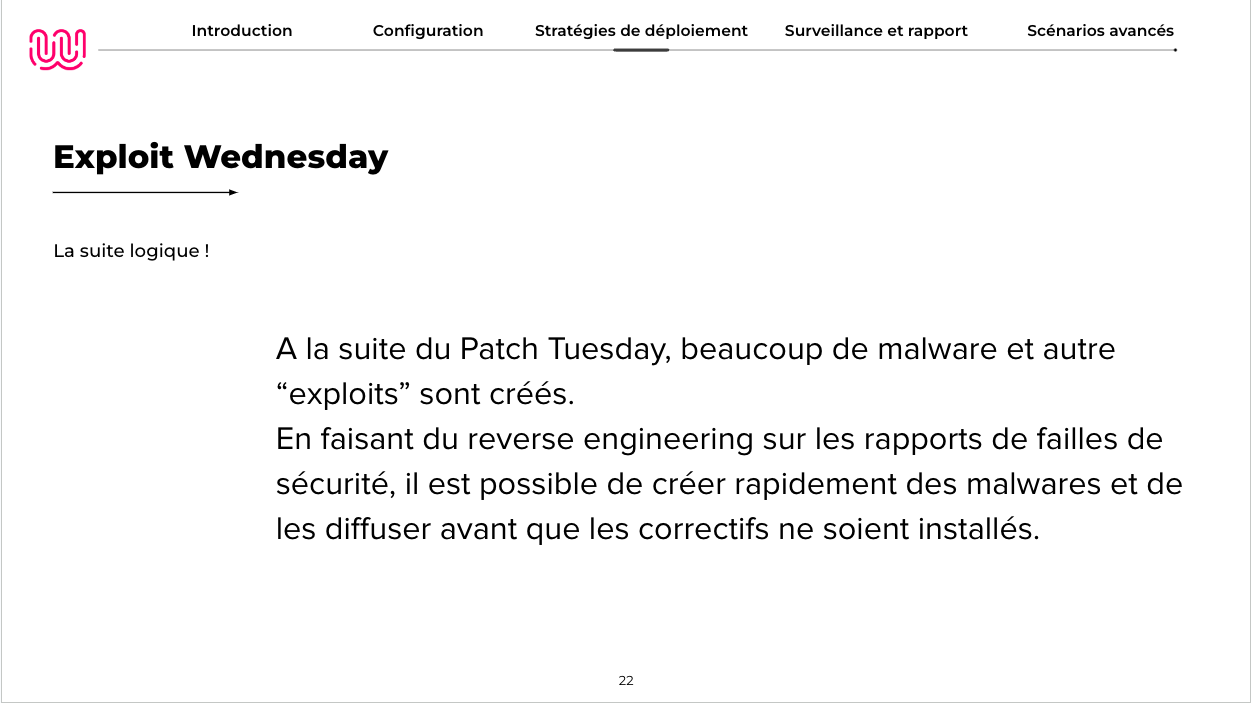 Introduction
Configuration
Stratégies de déploiement
Surveillance et rapport
Scénarios avancés
Exploit Wednesday
La suite logique !
A la suite du Patch Tuesday, beaucoup de malware et autre
“exploits” sont créés.
En faisant du reverse engineering sur les rapports de failles de
sécurité, il est possible de créer rapidement des malwares et de
les diffuser avant que les correctifs ne soient installés.
22